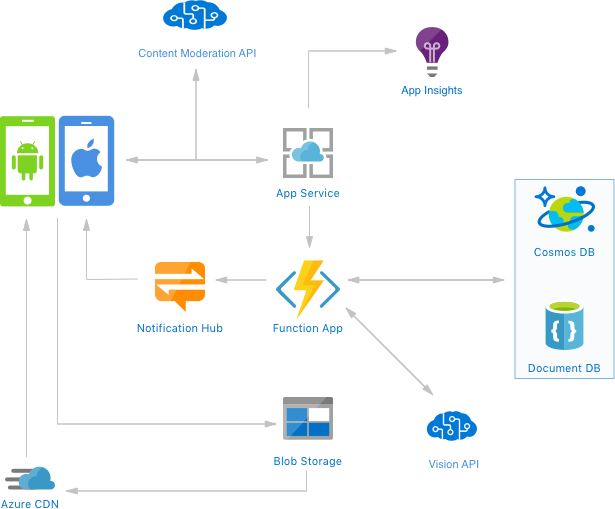 Content Moderation API
App Insights
App Service
Cosmos DB
Notification Hub
Function App
{ }
Document DB
Blob Storage
Vision API
Azure CDN